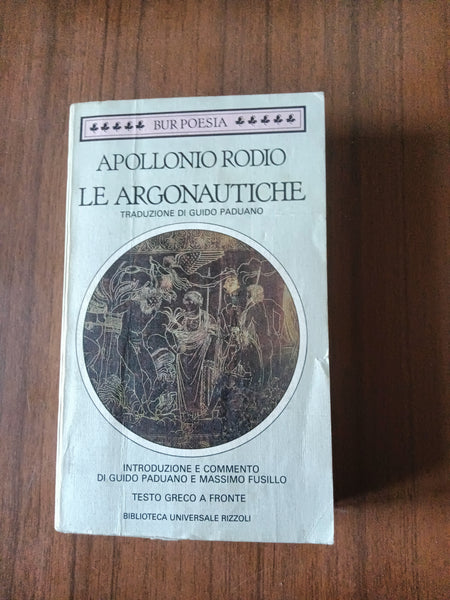 BUR POESIA
APOLLONIO RODIO
LE ARGONAUTICHE
TRADUZIONE DI GUIDO PADUANO
INTRODUZIONE E COMMENTO
DI GUIDO PADUANO E MASSIMO FUSILLO
TESTO GRECO A FRONTE
BIBLIOTECA UNIVERSALE RIZZOLI